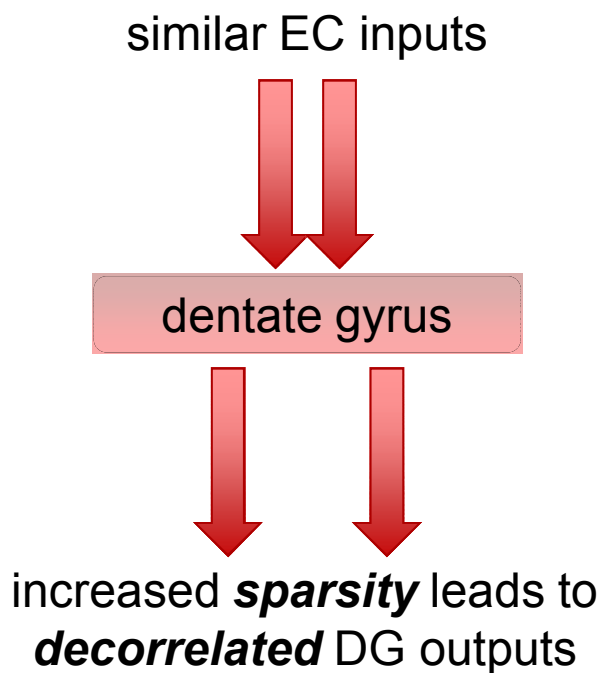 similar EC inputs
dentate gyrus
increased sparsity leads to
decorrelated DG outputs